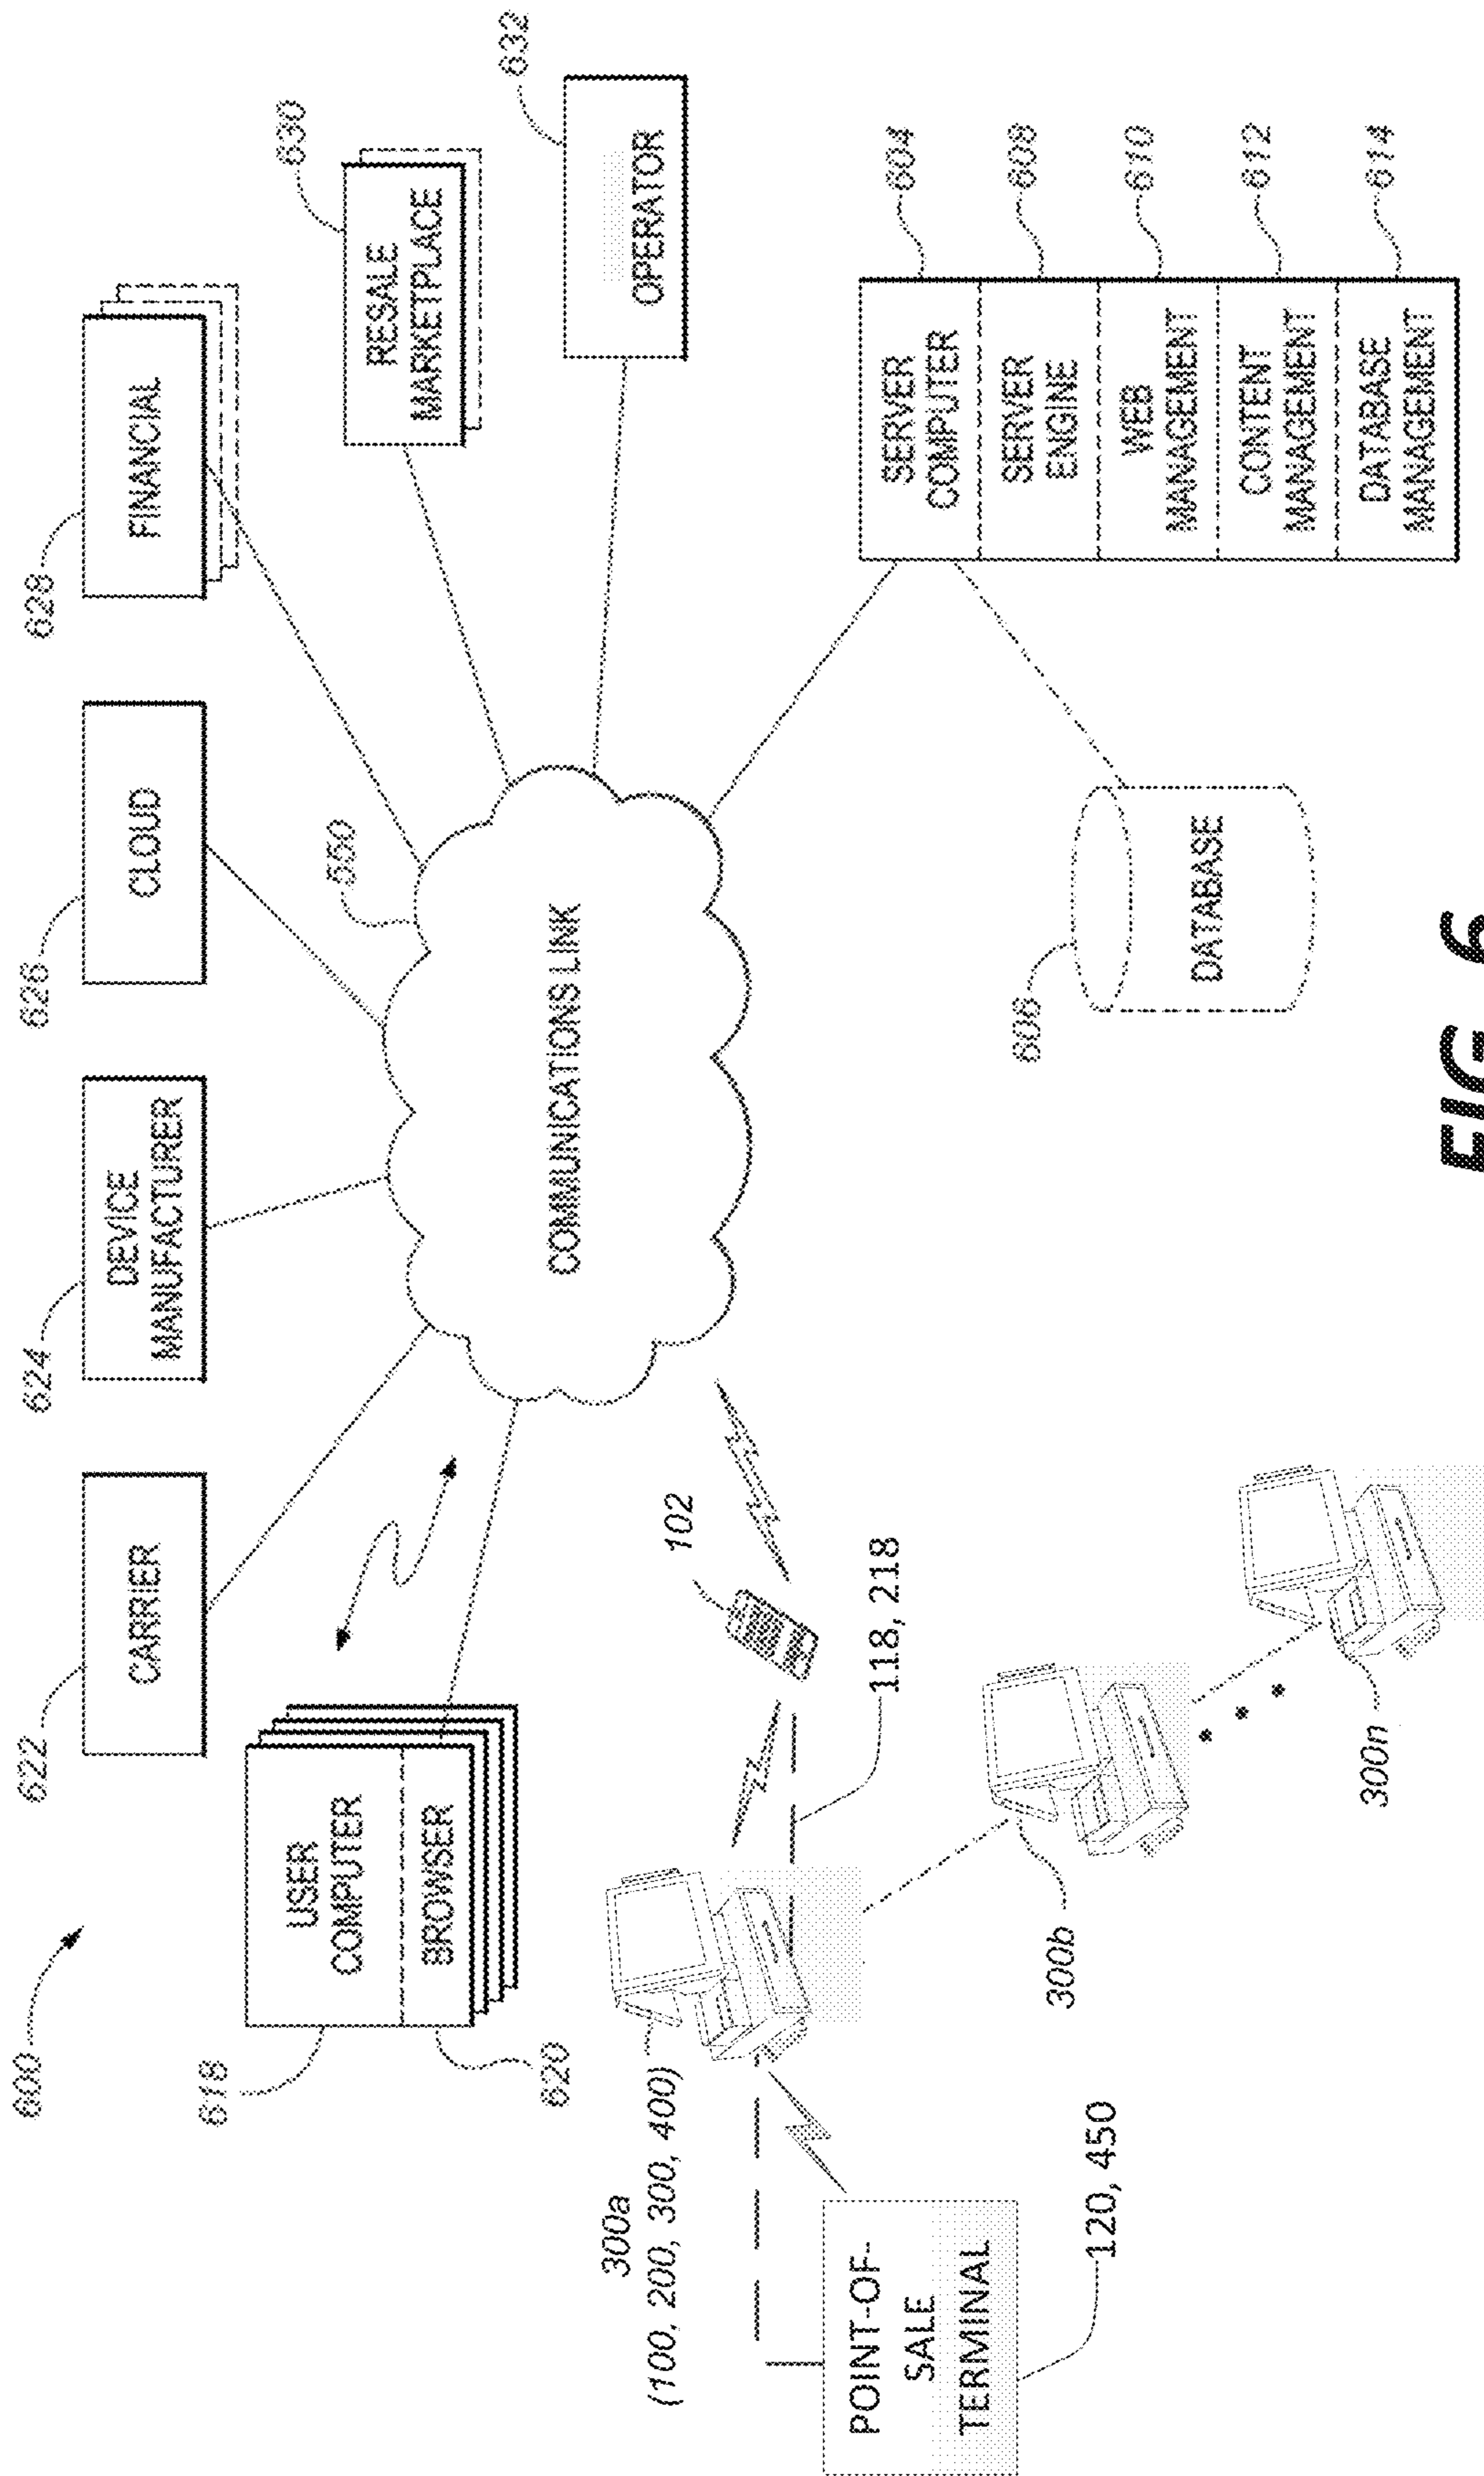 600
622
CARRIER
624
DEVICE
MANUFACTURER
626
CLOUD
628
FINANCIAL
618
USER
COMPUTER
BROWSER
620
550
COMMUNICATIONS LINK
630
RESALE
MARKETPLACE
632
OPERATOR
102
300a
(100, 200, 300, 400)
118, 218
POINT-OF-
SALE
TERMINAL
120, 450
300b
300n
606
DATABASE
SERVER
COMPUTER
604
SERVER
ENGINE
608
WEB
MANAGEMENT
610
CONTENT
MANAGEMENT
612
DATABASE
MANAGEMENT
614
FIG. 6